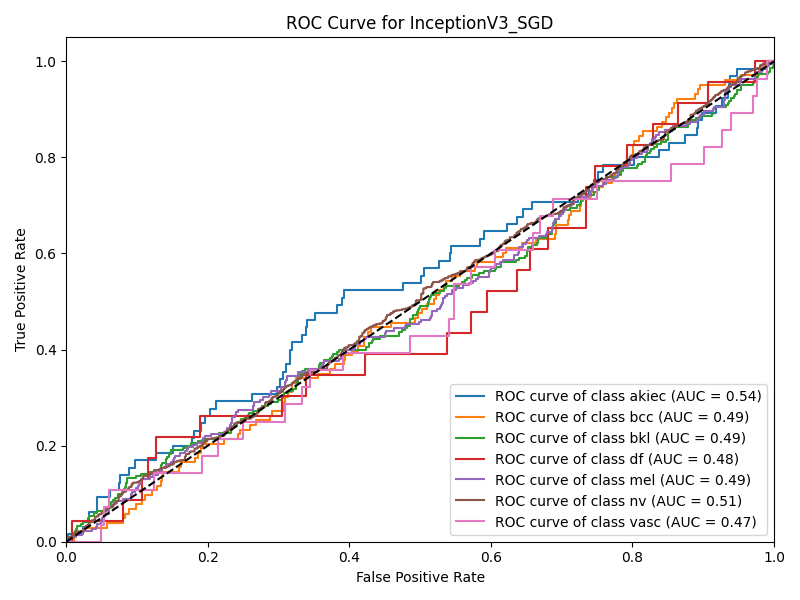 ROC Curve for InceptionV3_SGD
True Positive Rate
1.0
0.8
0.6
0.4
0.2
0.0
ROC curve of class akiec (AUC = 0.54)
ROC curve of class bcc (AUC = 0.49)
ROC curve of class bkl (AUC = 0.49)
ROC curve of class df (AUC = 0.48)
ROC curve of class mel (AUC = 0.49)
ROC curve of class nv (AUC = 0.51)
ROC curve of class vasc (AUC = 0.47)
0.0 0.2 0.4 0.6 0.8 1.0
False Positive Rate